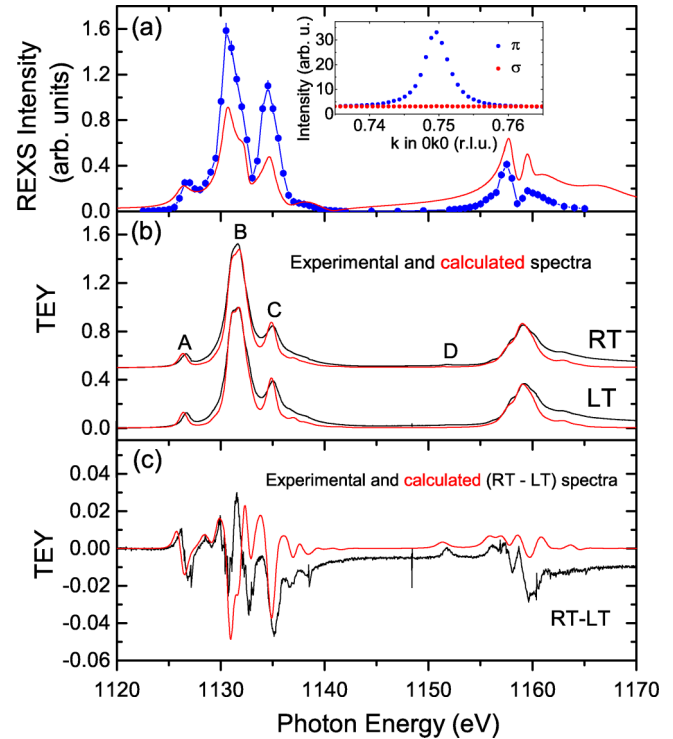 (a)
REXS Intensity
(arb. units)
1.6
1.2
0.8
0.4
0.0
Intensity (arb. u.)
30
20
10
0
π
σ
0.74 0.75 0.76
k in 0k0 (r.l.u.)
(b)
TEY
1.6
1.2
0.8
0.4
0.0
A
B
C
D
Experimental and calculated spectra
RT
LT
(c)
TEY
0.04
0.02
0.00
-0.02
-0.04
-0.06
Experimental and calculated (RT - LT) spectra
RT-LT
1120 1130 1140 1150 1160 1170
Photon Energy (eV)